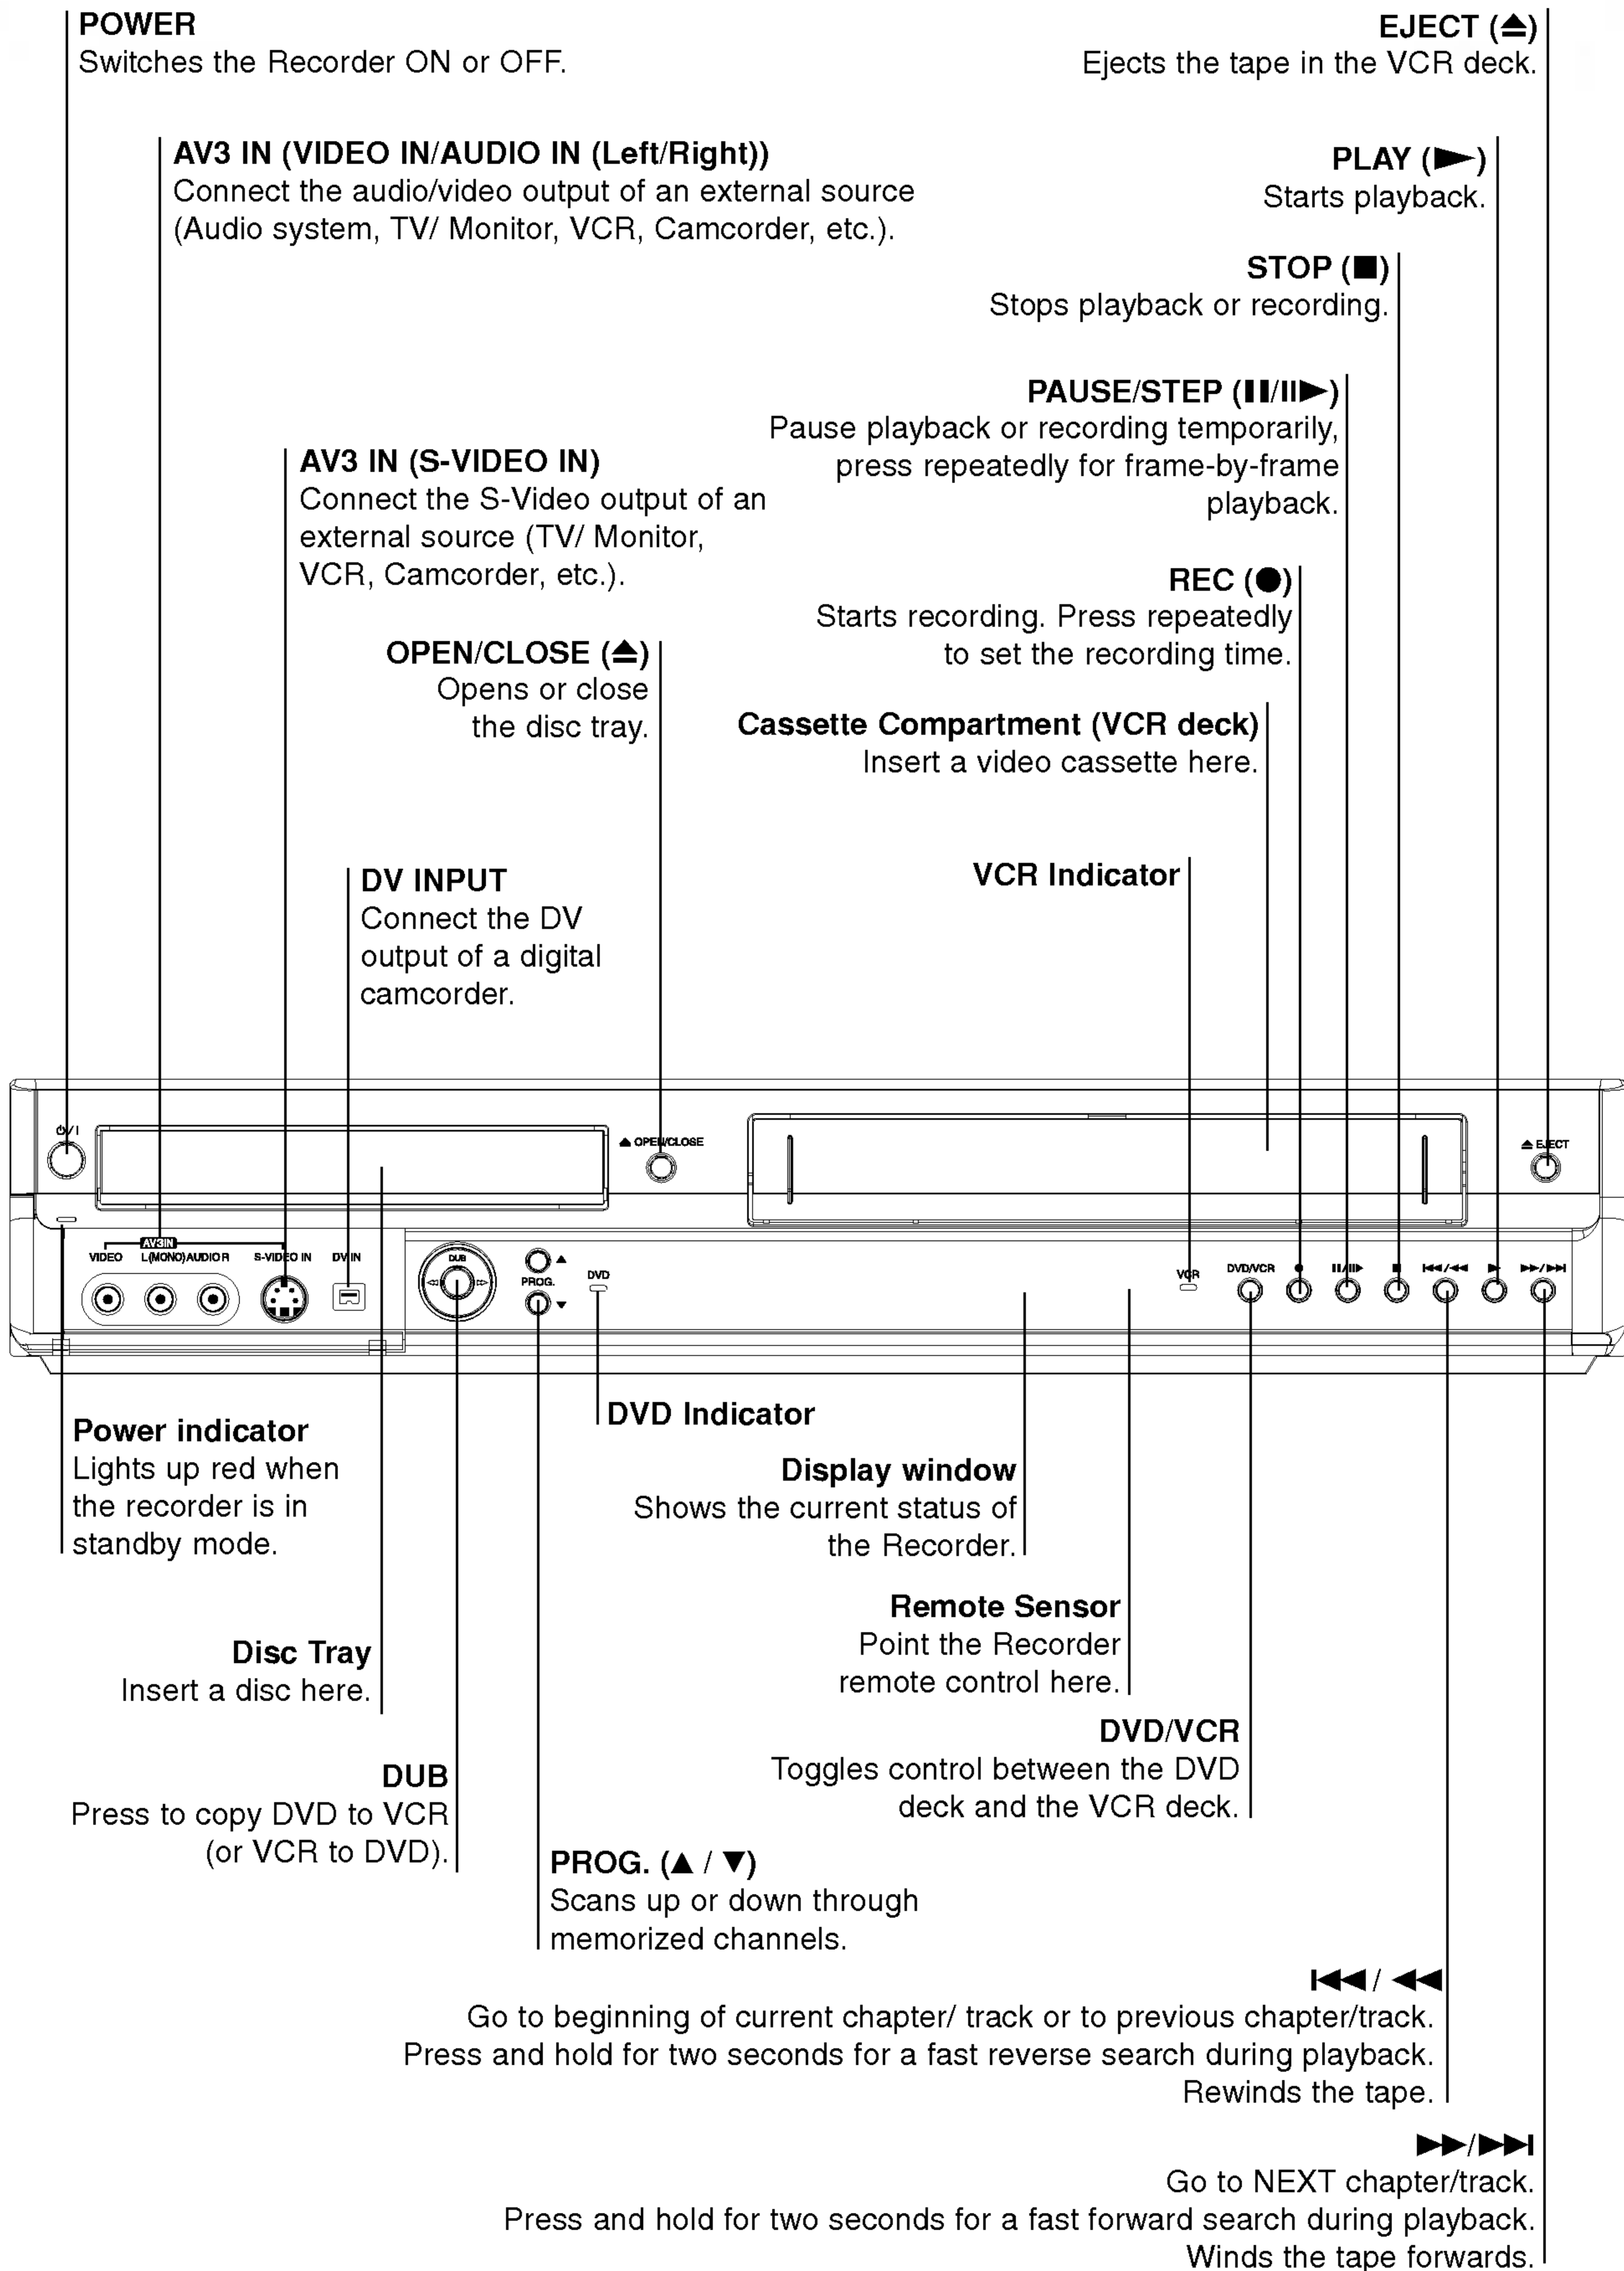 POWER
Switches the Recorder ON or OFF.
EJECT (⏏)
Ejects the tape in the VCR deck.
AV3 IN (VIDEO IN/AUDIO IN (Left/Right))
Connect the audio/video output of an external source
(Audio system, TV/ Monitor, VCR, Camcorder, etc.).
PLAY (►)
Starts playback.
STOP (■)
Stops playback or recording.
PAUSE/STEP (▮▮/II►)
Pause playback or recording temporarily,
press repeatedly for frame-by-frame
playback.
AV3 IN (S-VIDEO IN)
Connect the S-Video output of an
external source (TV/ Monitor,
VCR, Camcorder, etc.).
REC (●)
Starts recording. Press repeatedly
to set the recording time.
OPEN/CLOSE (⏏)
Opens or close
the disc tray.
Cassette Compartment (VCR deck)
Insert a video cassette here.
DV INPUT
Connect the DV
output of a digital
camcorder.
VCR Indicator
⏻/I
▲ OPEN/CLOSE
⏏ EJECT
AV3 IN
VIDEO L(MONO)AUDIO R S-VIDEO IN DV IN
DUB
PROG.
▲
▼
DVD
VCR
DVD/VCR ● II/II► ■ I◄◄/◄◄ ► ►►/►►I
Power indicator
Lights up red when
the recorder is in
standby mode.
DVD Indicator
Display window
Shows the current status of
the Recorder.
Remote Sensor
Point the Recorder
remote control here.
Disc Tray
Insert a disc here.
DVD/VCR
Toggles control between the DVD
deck and the VCR deck.
DUB
Press to copy DVD to VCR
(or VCR to DVD).
PROG. (▲ / ▼)
Scans up or down through
memorized channels.
I◄◄/ ◄◄
Go to beginning of current chapter/ track or to previous chapter/track.
Press and hold for two seconds for a fast reverse search during playback.
Rewinds the tape.
►►/►►I
Go to NEXT chapter/track.
Press and hold for two seconds for a fast forward search during playback.
Winds the tape forwards.